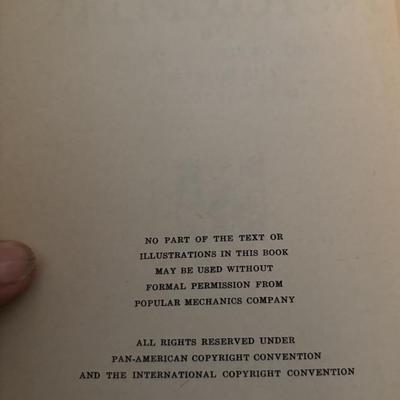 NO PART OF THE TEXT OR
ILLUSTRATIONS IN THIS BOOK
MAY BE USED WITHOUT
FORMAL PERMISSION FROM
POPULAR MECHANICS COMPANY
ALL RIGHTS RESERVED UNDER
PAN-AMERICAN COPYRIGHT CONVENTION
AND THE INTERNATIONAL COPYRIGHT CONVENTION